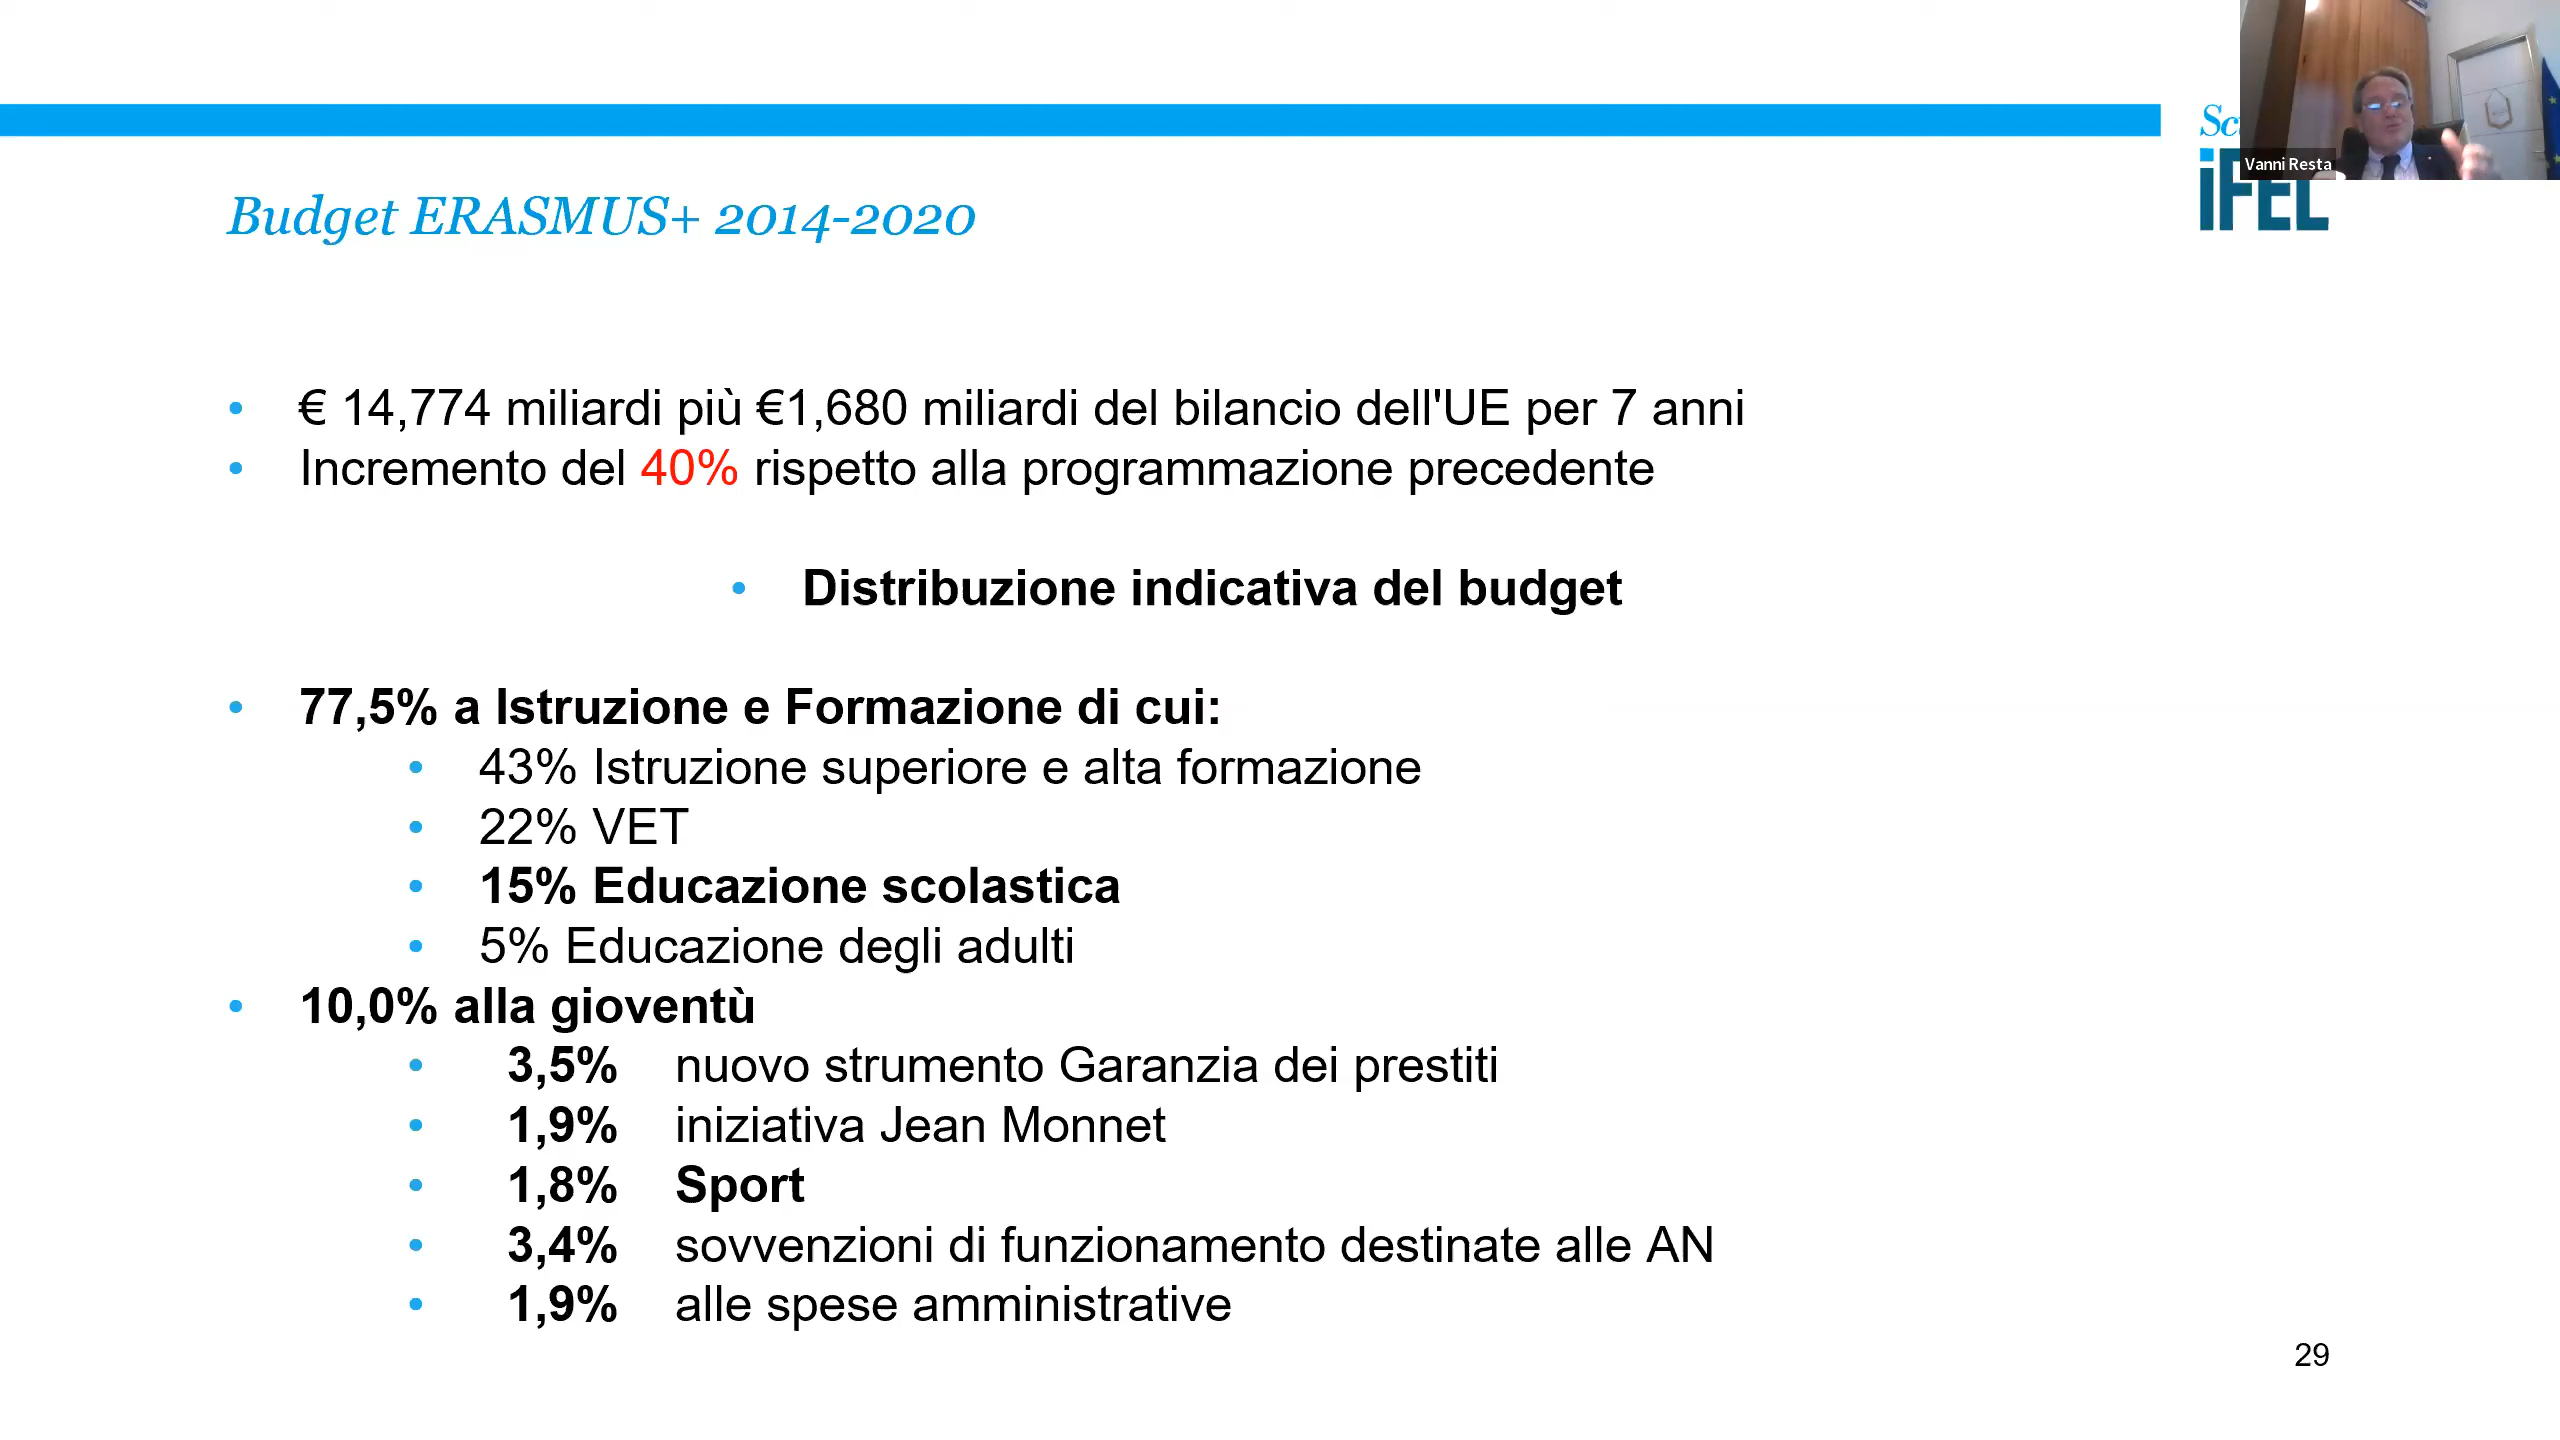 Budget ERASMUS+ 2014-2020
Vanni Resta
iFEL
• € 14,774 miliardi più €1,680 miliardi del bilancio dell'UE per 7 anni
• Incremento del 40% rispetto alla programmazione precedente
• Distribuzione indicativa del budget
• 77,5% a Istruzione e Formazione di cui:
• 43% Istruzione superiore e alta formazione
• 22% VET
• 15% Educazione scolastica
• 5% Educazione degli adulti
• 10,0% alla gioventù
• 3,5% nuovo strumento Garanzia dei prestiti
• 1,9% iniziativa Jean Monnet
• 1,8% Sport
• 3,4% sovvenzioni di funzionamento destinate alle AN
• 1,9% alle spese amministrative
29